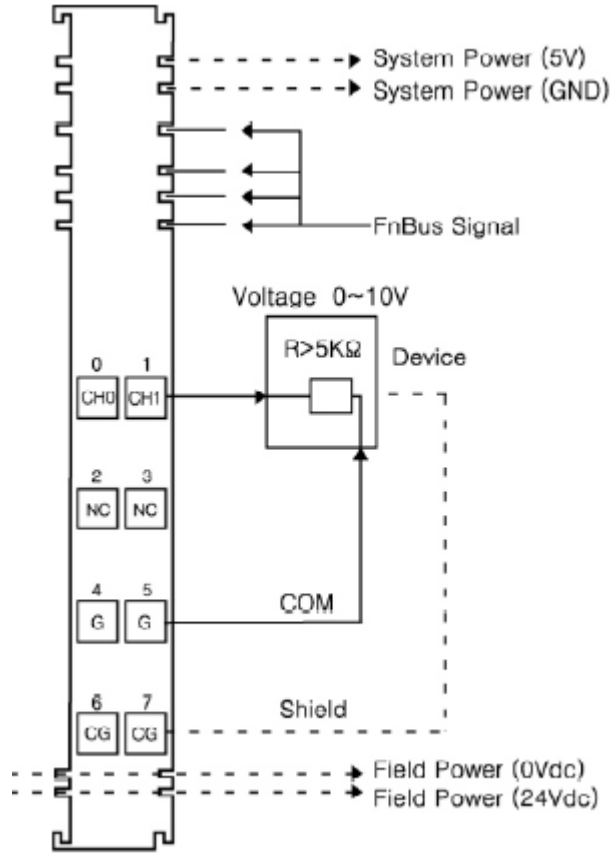 System Power (5V)
System Power (GND)
FnBus Signal
Voltage 0~10V
R>5KΩ
Device
0 1
CH0 CH1
2 3
NC NC
4 5
G G
COM
6 7
CG CG
Shield
Field Power (0Vdc)
Field Power (24Vdc)